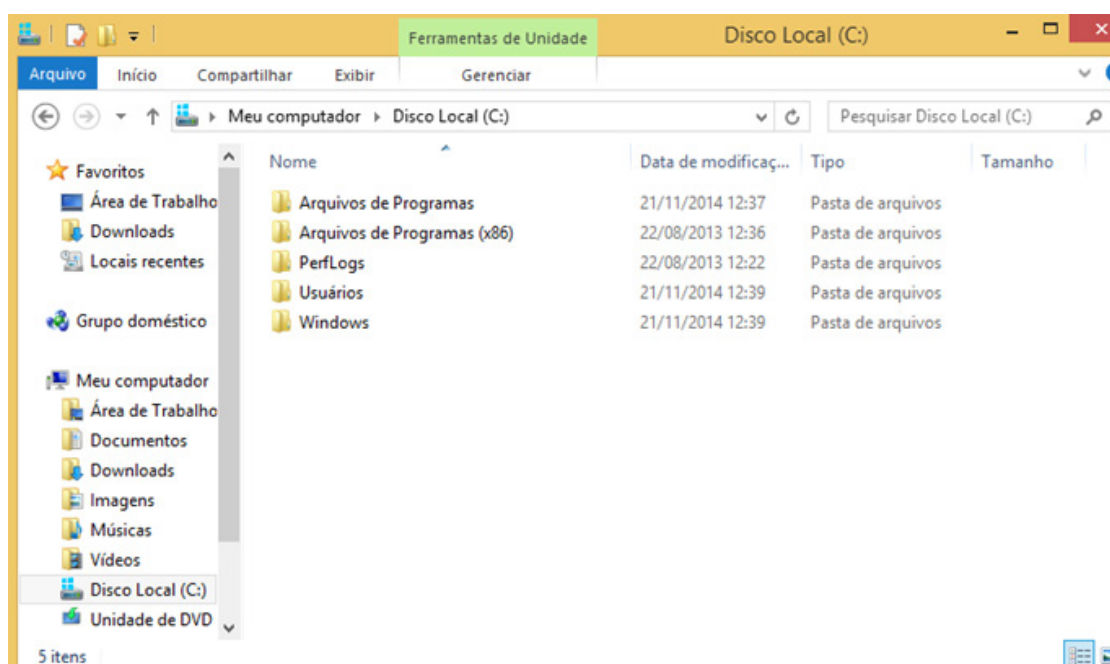 Ferramentas de Unidade Disco Local (C:)
Arquivo Início Compartilhar Exibir Gerenciar
Meu computador Disco Local (C:) Pesquisar Disco Local (C:)
Nome Data de modificaç... Tipo Tamanho
Favoritos
Área de Trabalho Arquivos de Programas 21/11/2014 12:37 Pasta de arquivos
Downloads Arquivos de Programas (x86) 22/08/2013 12:36 Pasta de arquivos
Locais recentes PerfLogs 22/08/2013 12:22 Pasta de arquivos
Usuários 21/11/2014 12:39 Pasta de arquivos
Grupo doméstico Windows 21/11/2014 12:39 Pasta de arquivos
Meu computador
Área de Trabalho
Documentos
Downloads
Imagens
Músicas
Vídeos
Disco Local (C:)
Unidade de DVD
5 itens